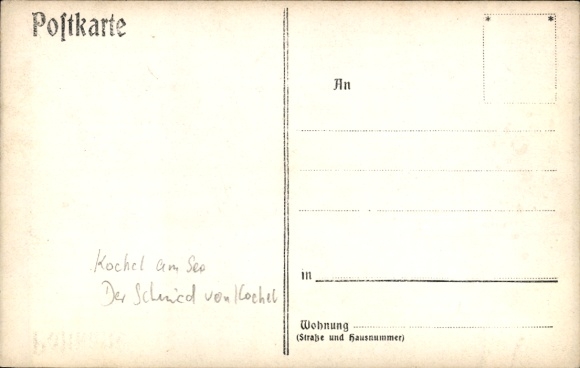 Postkarte
An
Kochel am See
Der Schmied von Kochel
in
Wohnung
(Straße und Hausnummer)